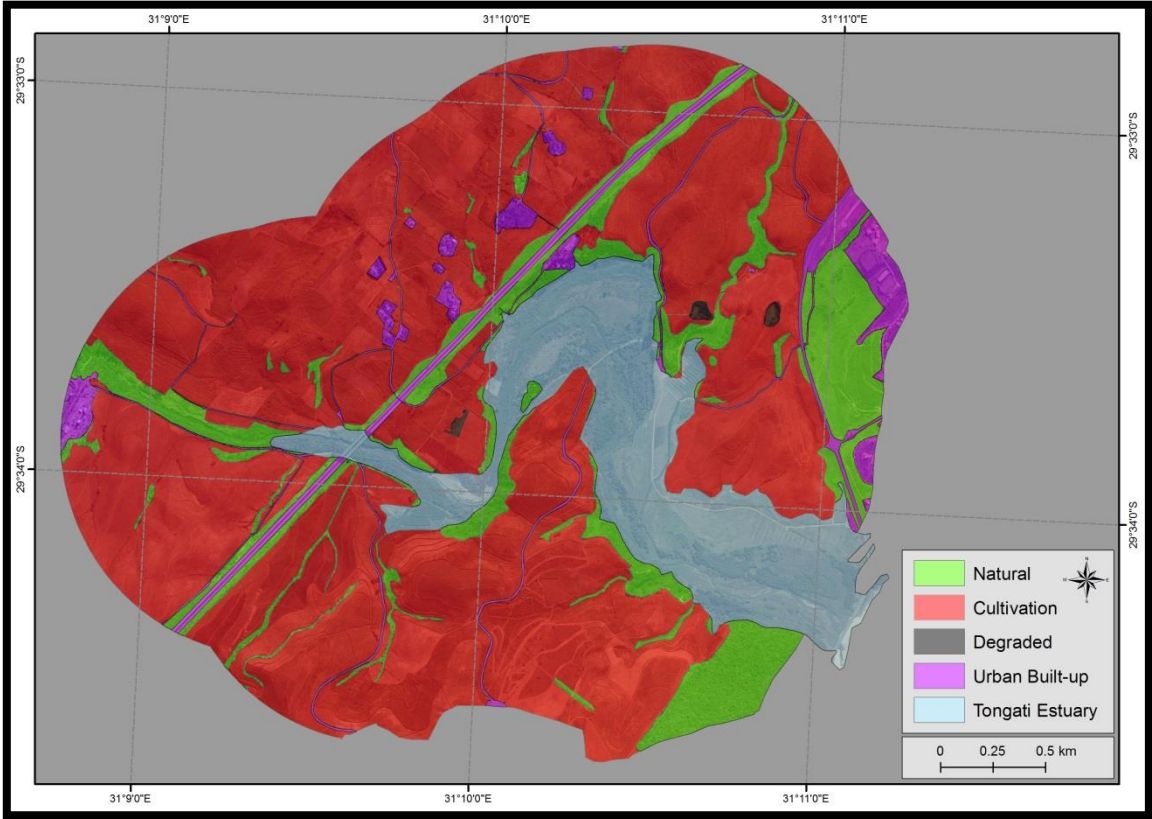 31°9'0"E
31°10'0"E
31°11'0"E
29°33'0"S
29°33'0"S
29°34'0"S
29°34'0"S
N
W
E
S
Natural
Cultivation
Degraded
Urban Built-up
Tongati Estuary
0
0.25
0.5 km
31°9'0"E
31°10'0"E
31°11'0"E